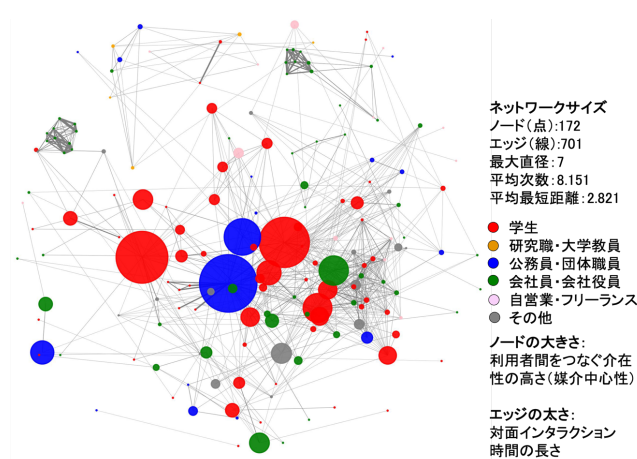 ネットワークサイズ
ノード(点):172
エッジ(線):701
最大直径:7
平均次数:8.151
平均最短距離:2.821
学生
研究職・大学教員
公務員・団体職員
会社員・会社役員
自営業・フリーランス
その他
ノードの大きさ:
利用者間をつなぐ介在
性の高さ(媒介中心性)
エッジの太さ:
対面インタラクション
時間の長さ